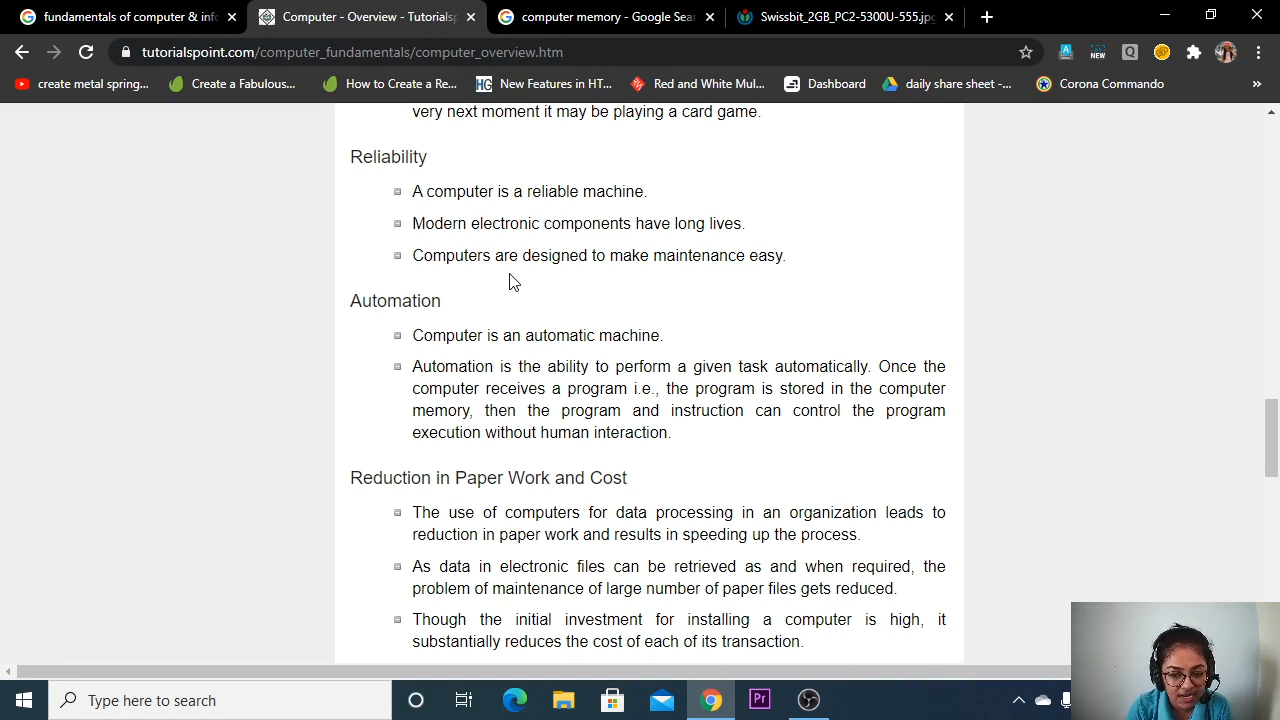 fundamentals of computer & info
Computer - Overview - Tutorialsp
computer memory - Google Sear
Swissbit_2GB_PC2-5300U-555.jpg
tutorialspoint.com/computer_fundamentals/computer_overview.htm
create metal spring...
Create a Fabulous...
How to Create a Re...
HG New Features in HT...
Red and White Mul...
Dashboard
daily share sheet -...
Corona Commando
very next moment it may be playing a card game.
Reliability
A computer is a reliable machine.
Modern electronic components have long lives.
Computers are designed to make maintenance easy.
Automation
Computer is an automatic machine.
Automation is the ability to perform a given task automatically. Once the
computer receives a program i.e., the program is stored in the computer
memory, then the program and instruction can control the program
execution without human interaction.
Reduction in Paper Work and Cost
The use of computers for data processing in an organization leads to
reduction in paper work and results in speeding up the process.
As data in electronic files can be retrieved as and when required, the
problem of maintenance of large number of paper files gets reduced.
Though the initial investment for installing a computer is high, it
substantially reduces the cost of each of its transaction.
Type here to search
Pr